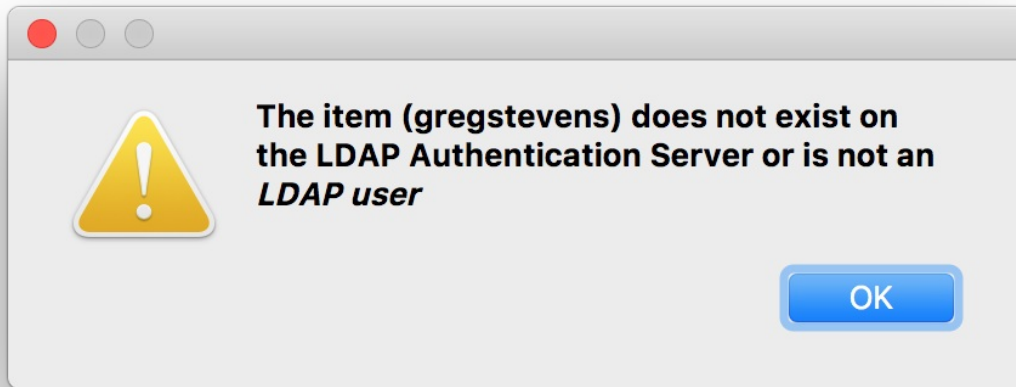 The item (gregstevens) does not exist on
the LDAP Authentication Server or is not an
LDAP user
OK